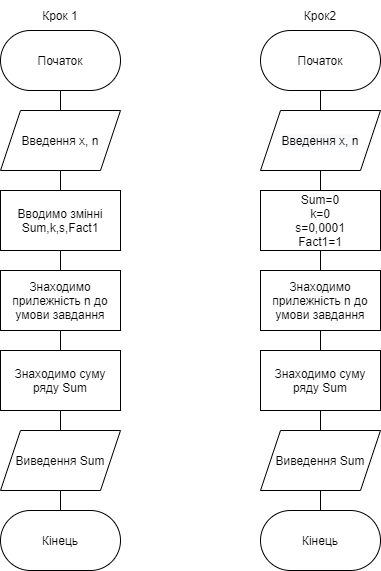 Крок 1
Початок
Введення x, n
Вводимо змінні
Sum,k,s,Fact1
Знаходимо
прилежність n до
умови завдання
Знаходимо суму
ряду Sum
Виведення Sum
Кінець
Крок2
Початок
Введення x, n
Sum=0
k=0
s=0,0001
Fact1=1
Знаходимо
прилежність n до
умови завдання
Знаходимо суму
ряду Sum
Виведення Sum
Кінець